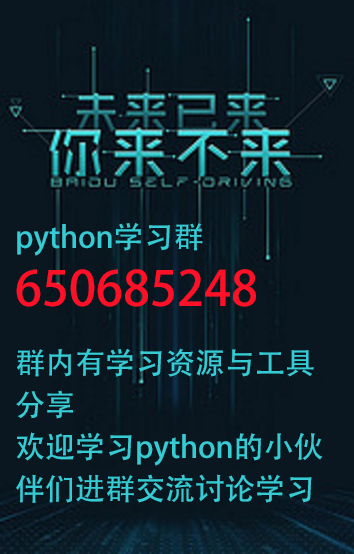 未来已来
你来不来
BAIDU SELF-DRIVING
python学习群
650685248
群内有学习资源与工具
分享
欢迎学习python的小伙
伴们进群交流讨论学习